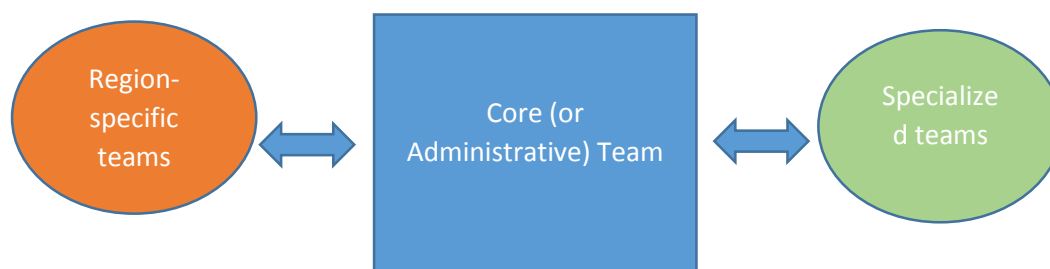 Region-
specific
teams
Core (or
Administrative) Team
Specialize
d teams